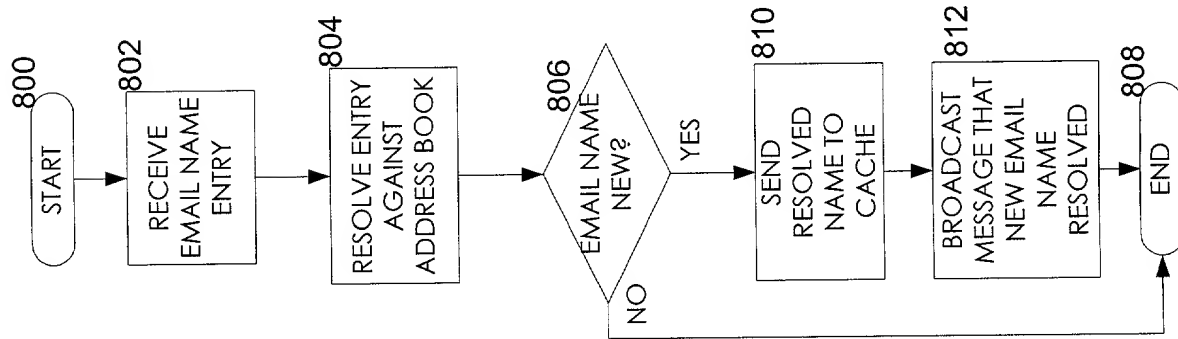 800
START
802
RECEIVE
EMAIL NAME
ENTRY
804
RESOLVE ENTRY
AGAINST
ADDRESS BOOK
806
EMAIL NAME
NEW?
YES
NO
810
SEND
RESOLVED
NAME TO
CACHE
812
BROADCAST
MESSAGE THAT
NEW EMAIL
NAME
RESOLVED
808
END